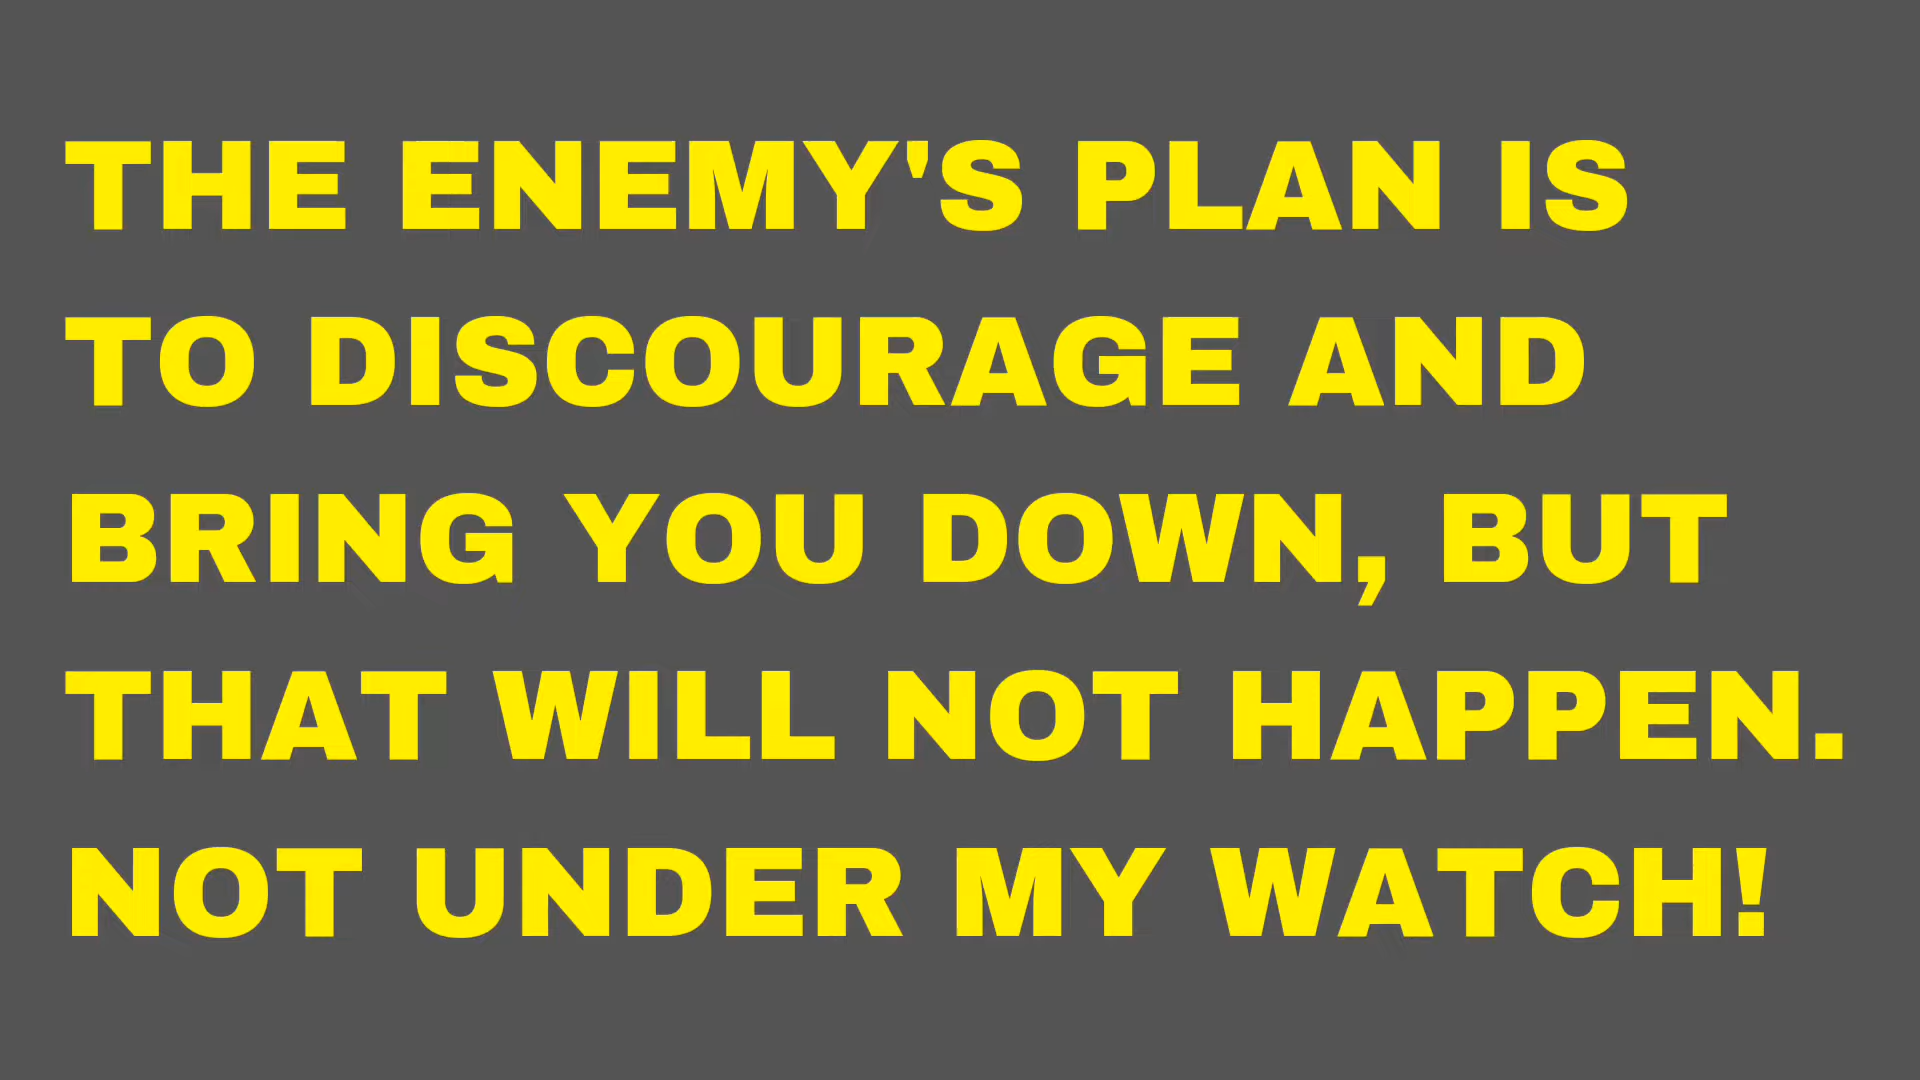 THE ENEMY'S PLAN IS
TO DISCOURAGE AND
BRING YOU DOWN, BUT
THAT WILL NOT HAPPEN.
NOT UNDER MY WATCH!